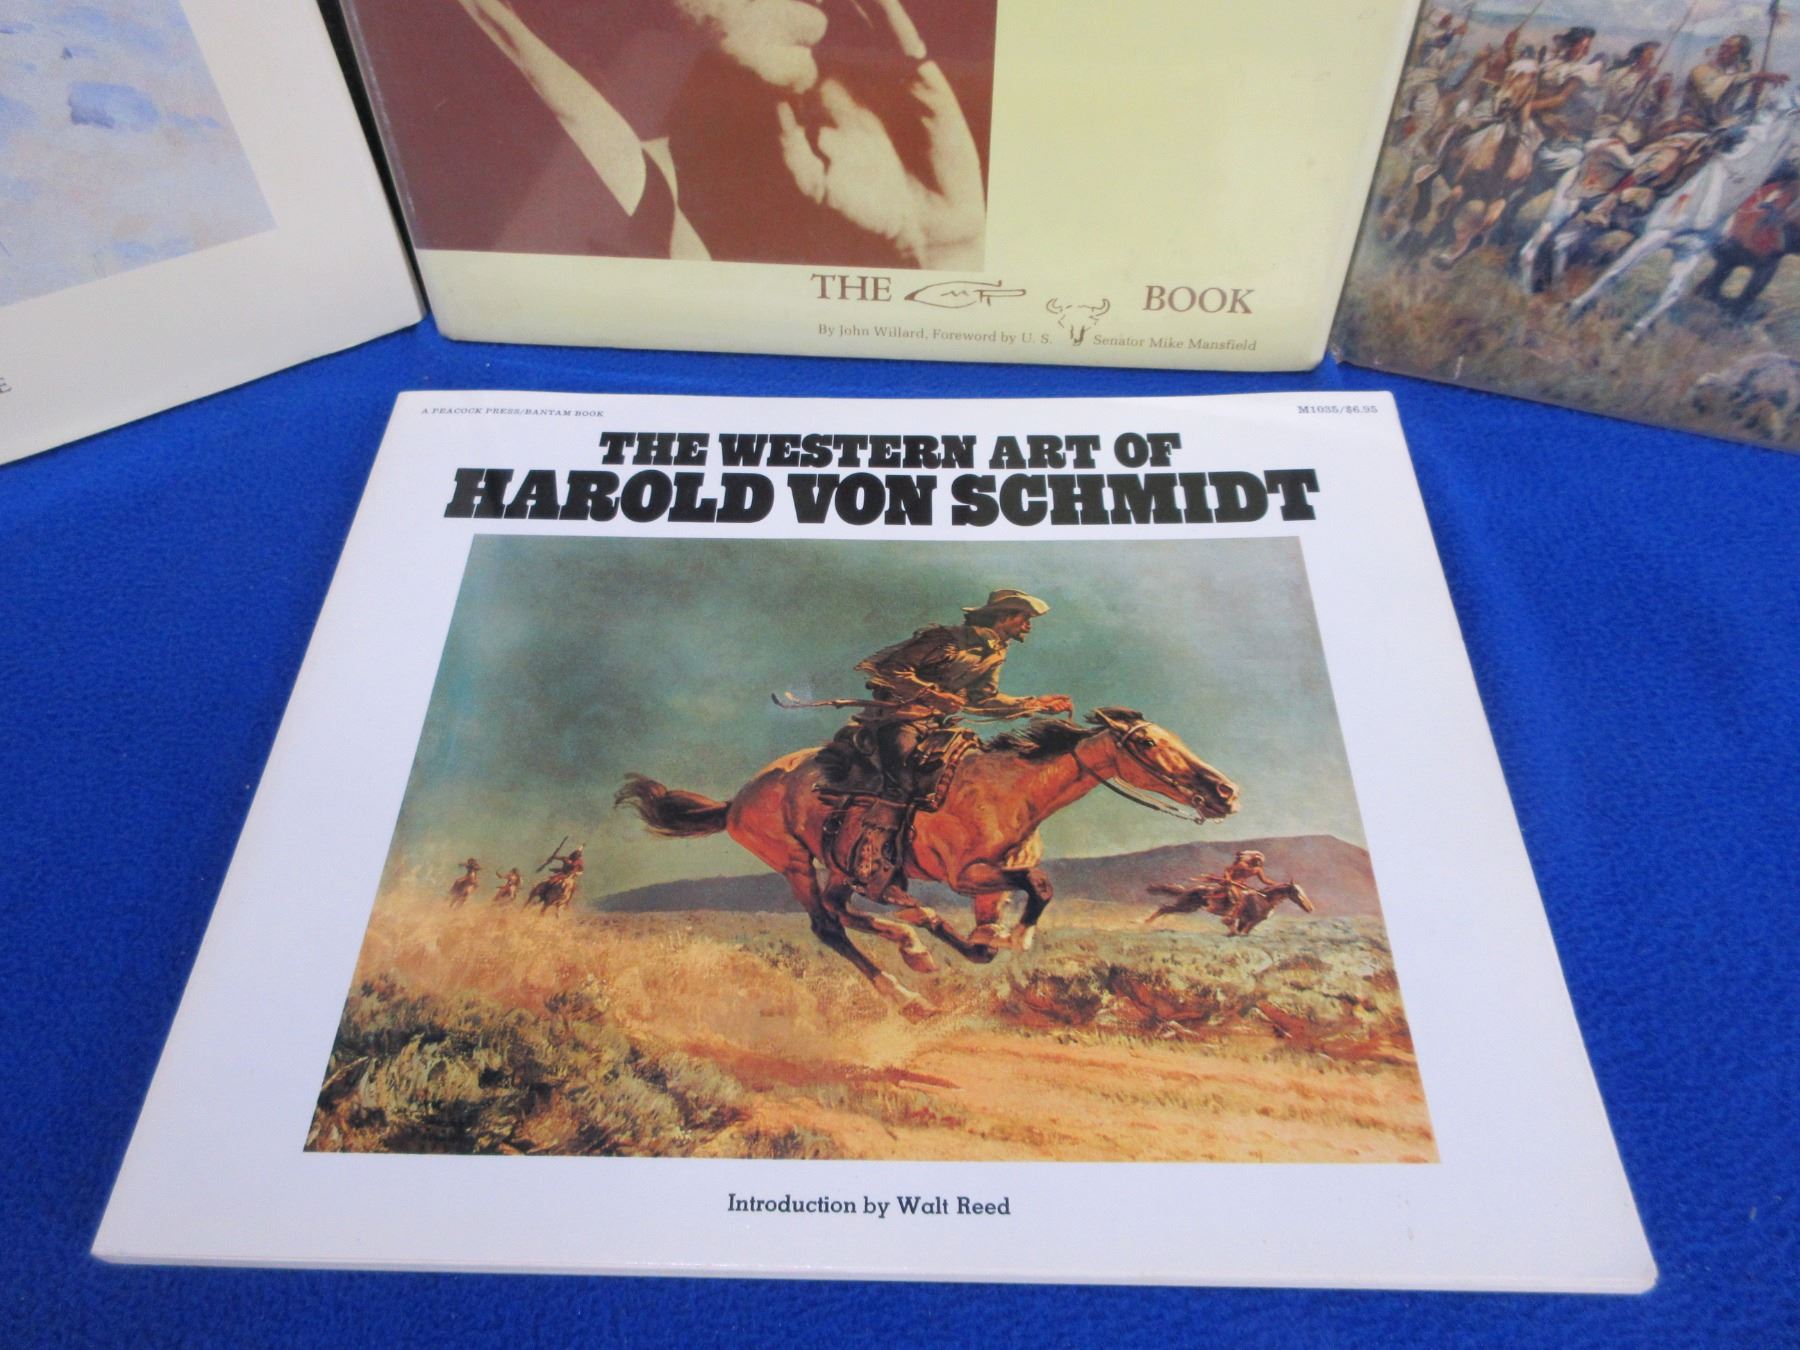 THE BOOK
By John Willard, Foreword by U. S. Senator Mike Mansfield
A PEACOCK PRESS/BANTAM BOOK
M1035/$6.95
THE WESTERN ART OF
HAROLD VON SCHMIDT
Introduction by Walt Reed